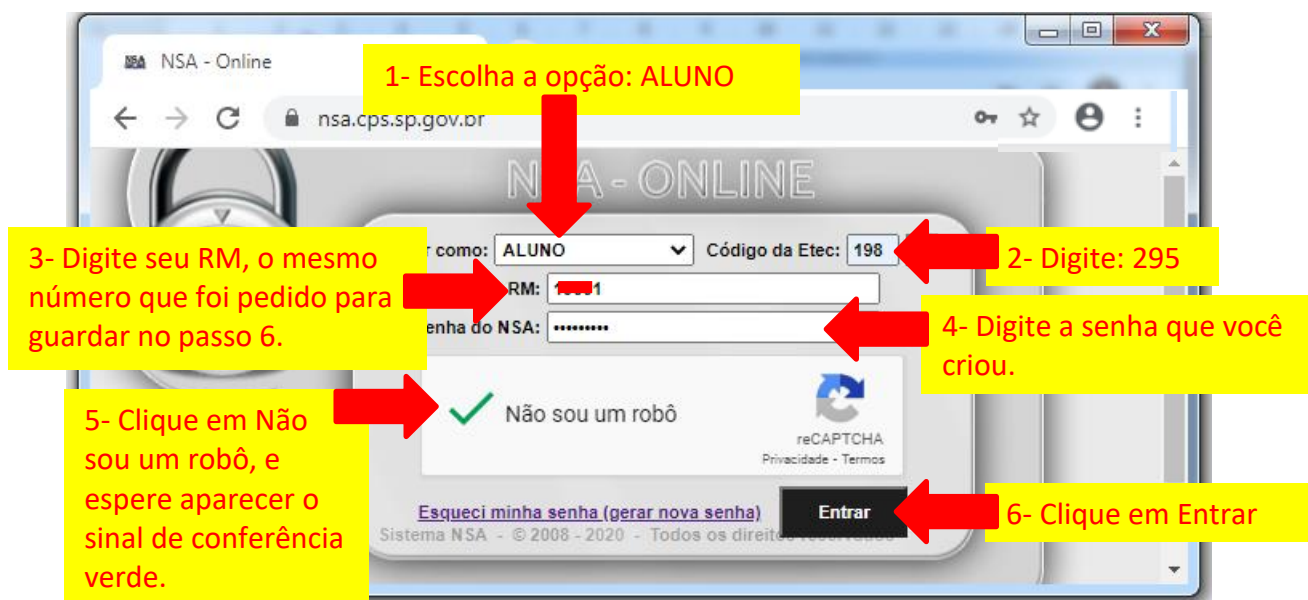 NSA - Online
1- Escolha a opção: ALUNO
nsa.cps.sp.gov.br
- ONLINE
como: ALUNO
Código da Etec: 198
2- Digite: 295
3- Digite seu RM, o mesmo
número que foi pedido para
guardar no passo 6.
RM:
do NSA:
4- Digite a senha que você
criou.
Não sou um robô
reCAPTCHA
Privacidade - Termos
5- Clique em Não
sou um robô, e
espere aparecer o
sinal de conferência
verde.
Esqueci minha senha (gerar nova senha)
Entrar
6- Clique em Entrar
Sistema NSA - © 2008 - 2020 - Todos os direitos